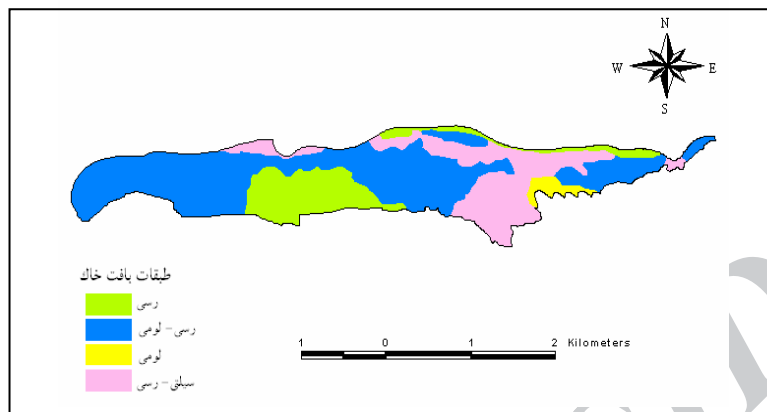 N
W E
S
طبقات بافت خاک
رسی
رسی - لومی
لومی
سیلتی - رسی
1 0 1 2 Kilometers